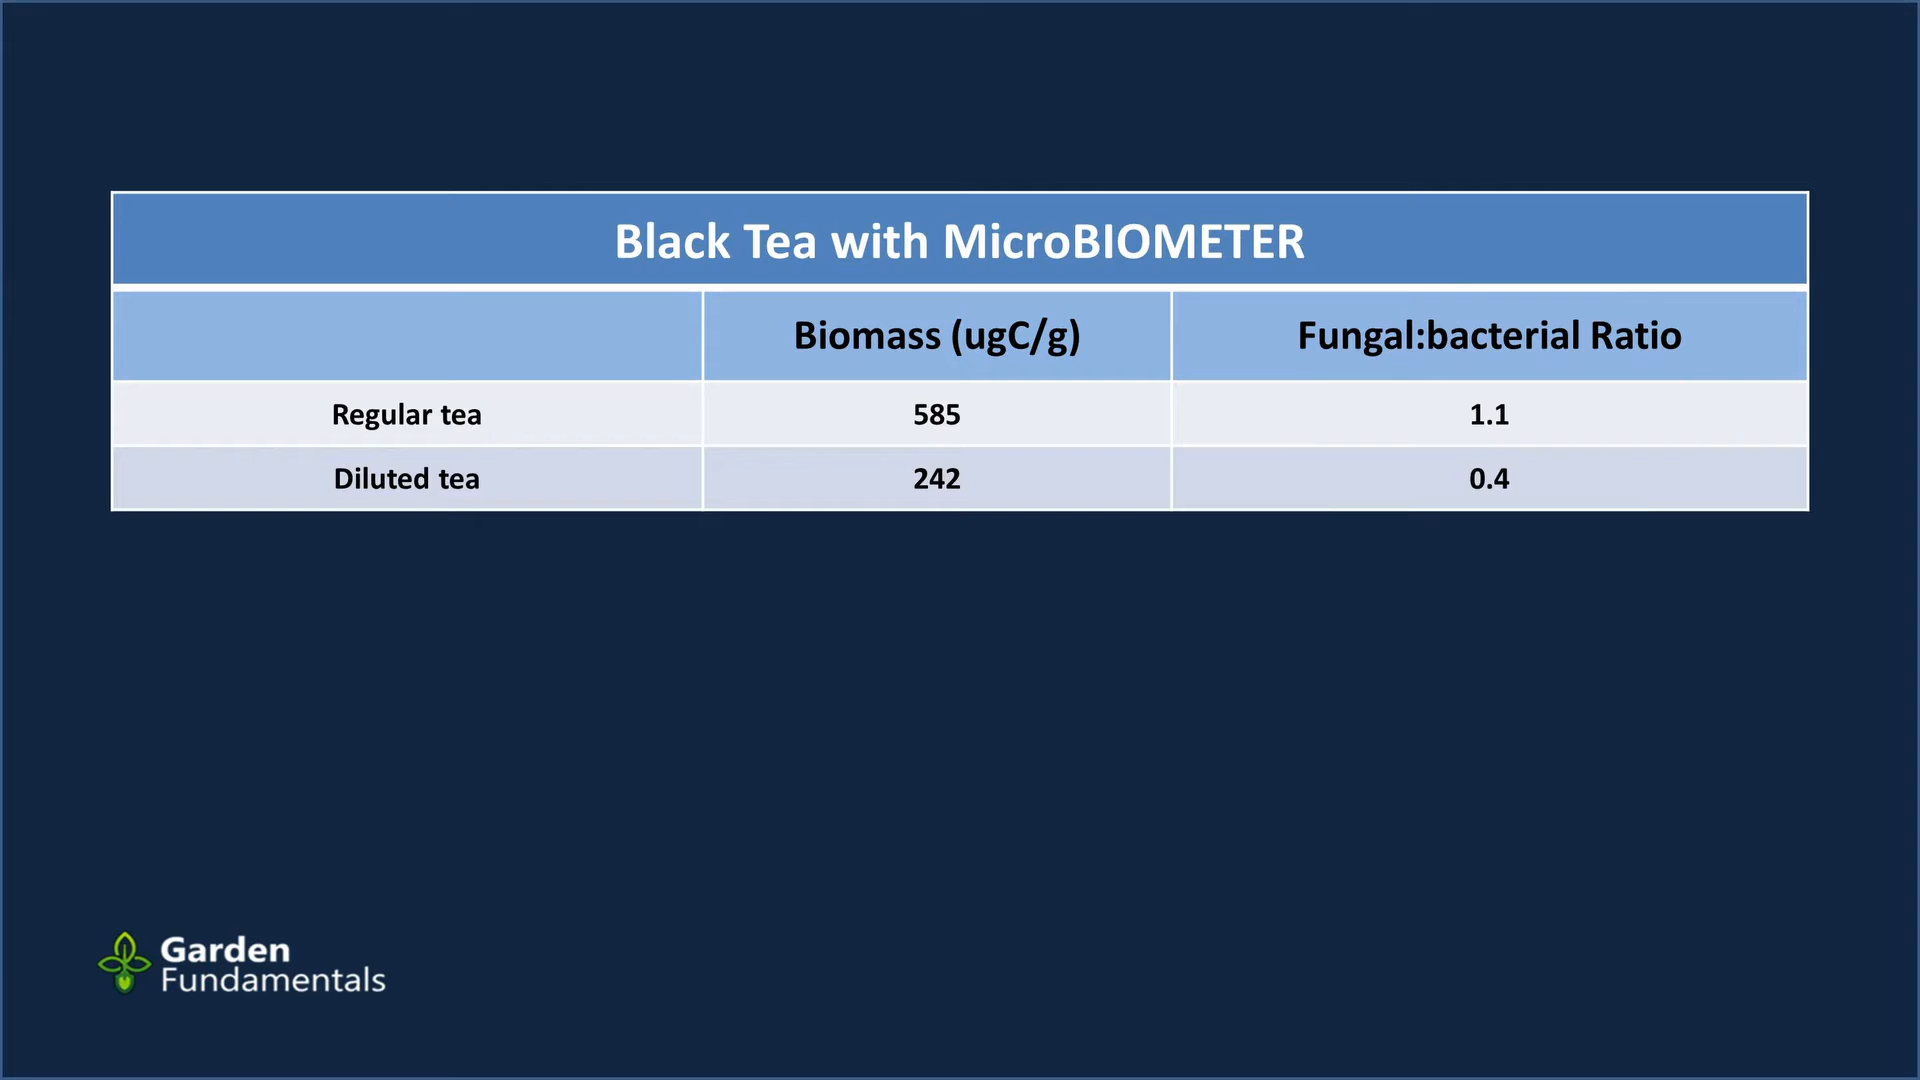 Black Tea with MicroBIOMETER
Biomass (ugC/g) Fungal:bacterial Ratio
Regular tea 585 1.1
Diluted tea 242 0.4
Garden
Fundamentals